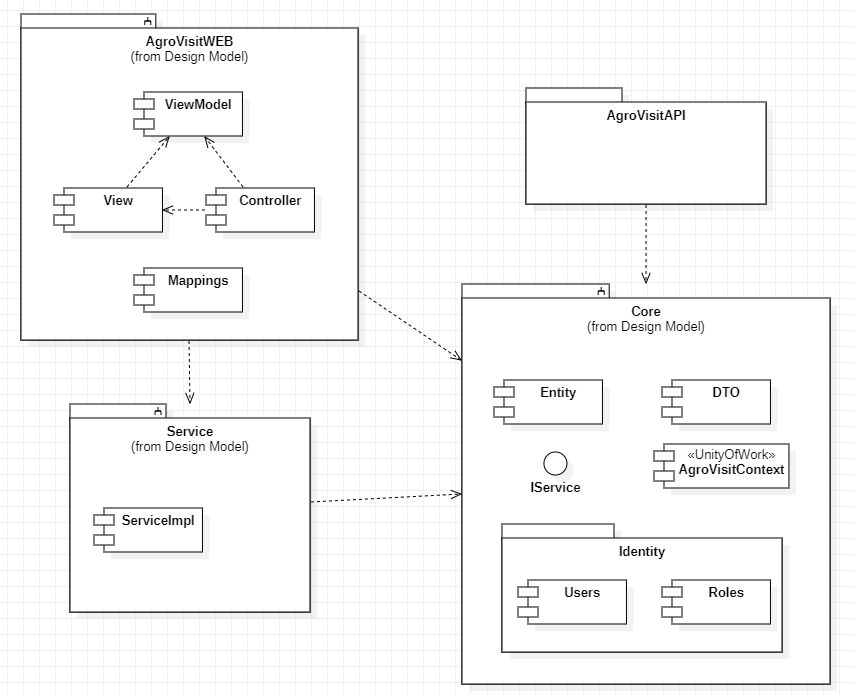 AgroVisitWEB
(from Design Model)
ViewModel
View
Controller
Mappings
AgroVisitAPI
Service
(from Design Model)
ServiceImpl
Core
(from Design Model)
Entity
DTO
IService
«UnityOfWork»
AgroVisitContext
Identity
Users
Roles